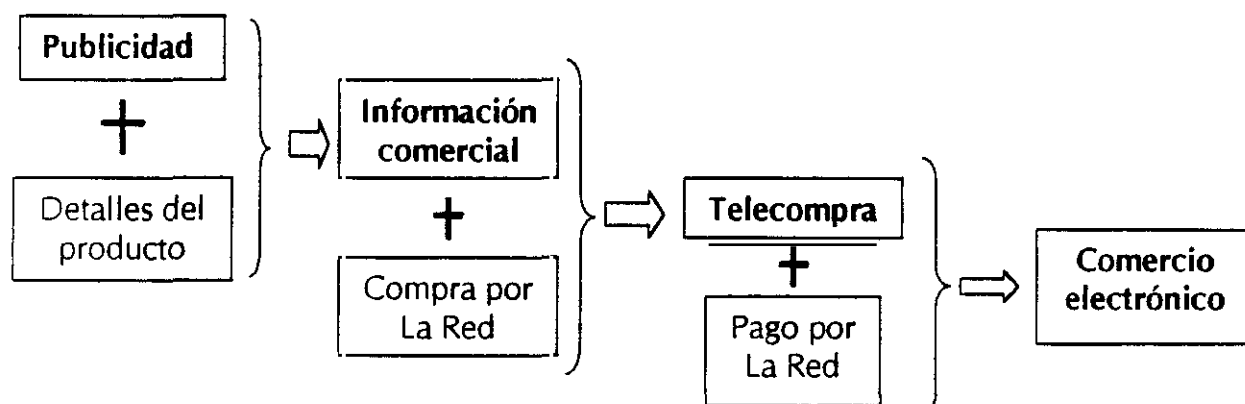 Publicidad
+
Detalles del
producto
Información
comercial
+
Compra por
La Red
Telecompra
+
Pago por
La Red
Comercio
electrónico